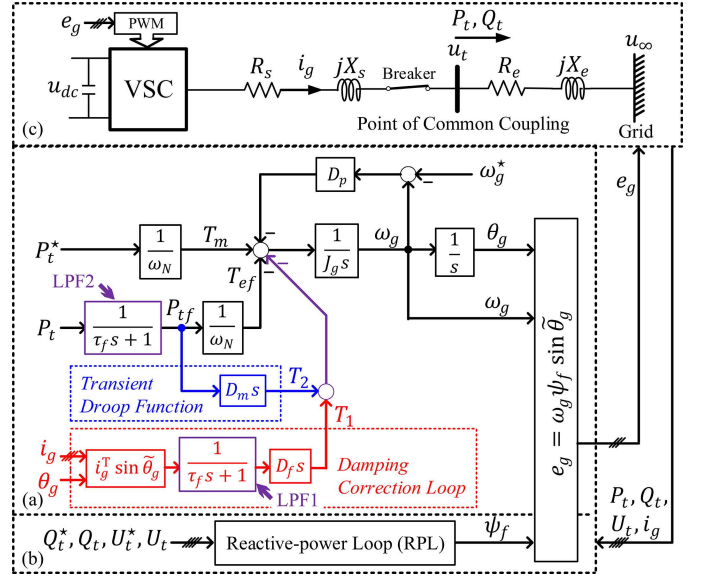 e_g
PWM
P_t, Q_t
u_dc
VSC
R_s
i_g
jX_s
Breaker
u_t
R_e
jX_e
u_∞
Point of Common Coupling
Grid
(c)
D_p
−
ω_g^⋆
e_g
P_t^⋆
1/ω_N
T_m
−
−
−
1/(J_g s)
ω_g
1/s
θ_g
LPF2
T_ef
P_t
1/(τ_f s + 1)
P_tf
1/ω_N
ω_g
Transient
Droop Function
D_m s
T_2
T_1
i_g
θ_g
i_g^T sin θ̃_g
1/(τ_f s + 1)
D_f s
Damping
Correction Loop
LPF1
(a)
e_g = ω_g ψ_f sin θ̃_g
P_t, Q_t,
U_t, i_g
Q_t^⋆, Q_t, U_t^⋆, U_t
Reactive-power Loop (RPL)
ψ_f
(b)